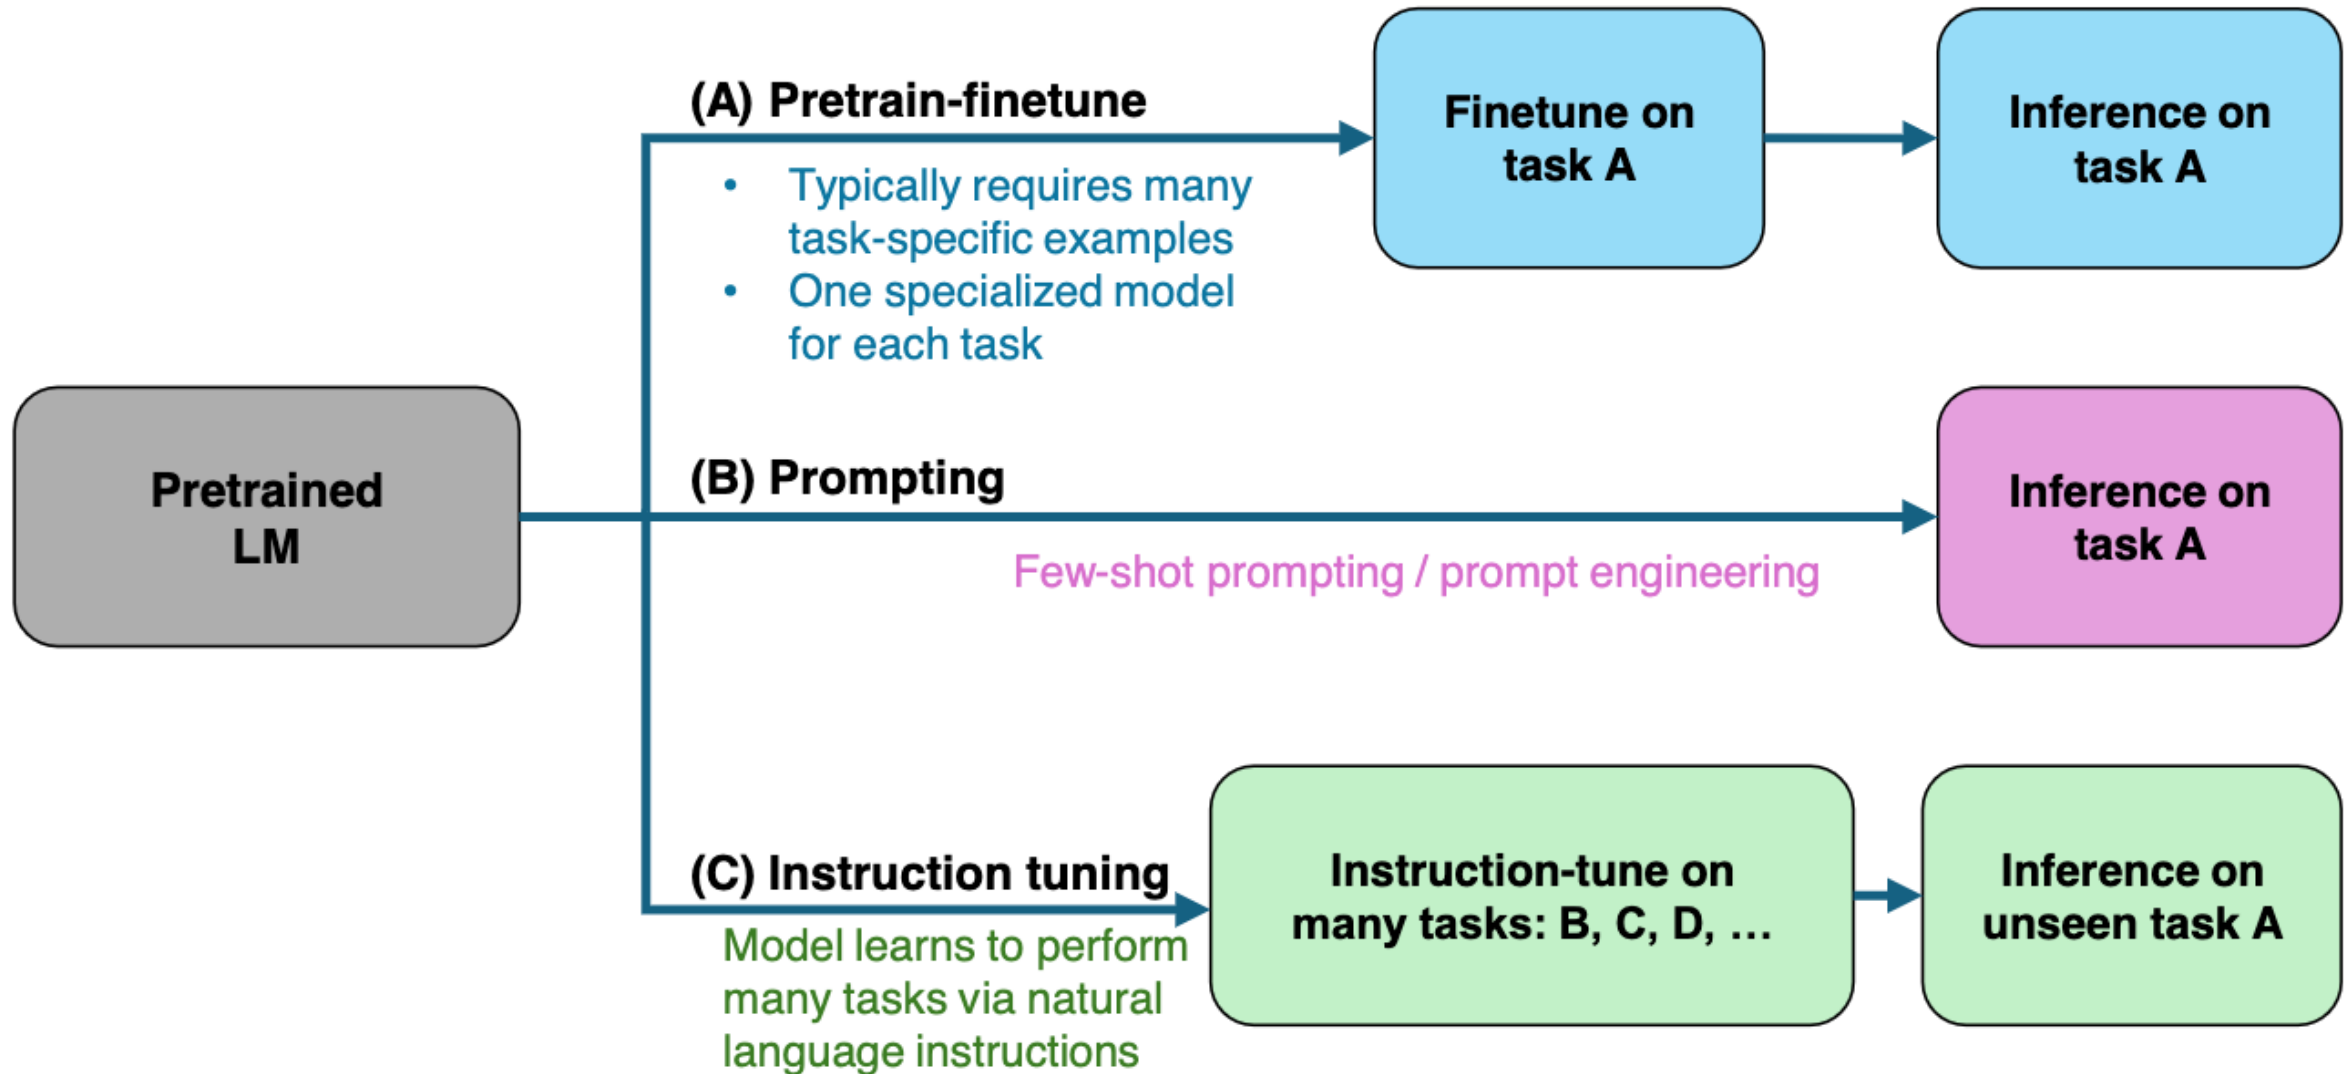 (A) Pretrain-finetune
• Typically requires many
task-specific examples
• One specialized model
for each task
Finetune on
task A
Inference on
task A
Pretrained
LM
(B) Prompting
Few-shot prompting / prompt engineering
Inference on
task A
(C) Instruction tuning
Model learns to perform
many tasks via natural
language instructions
Instruction-tune on
many tasks: B, C, D, ...
Inference on
unseen task A